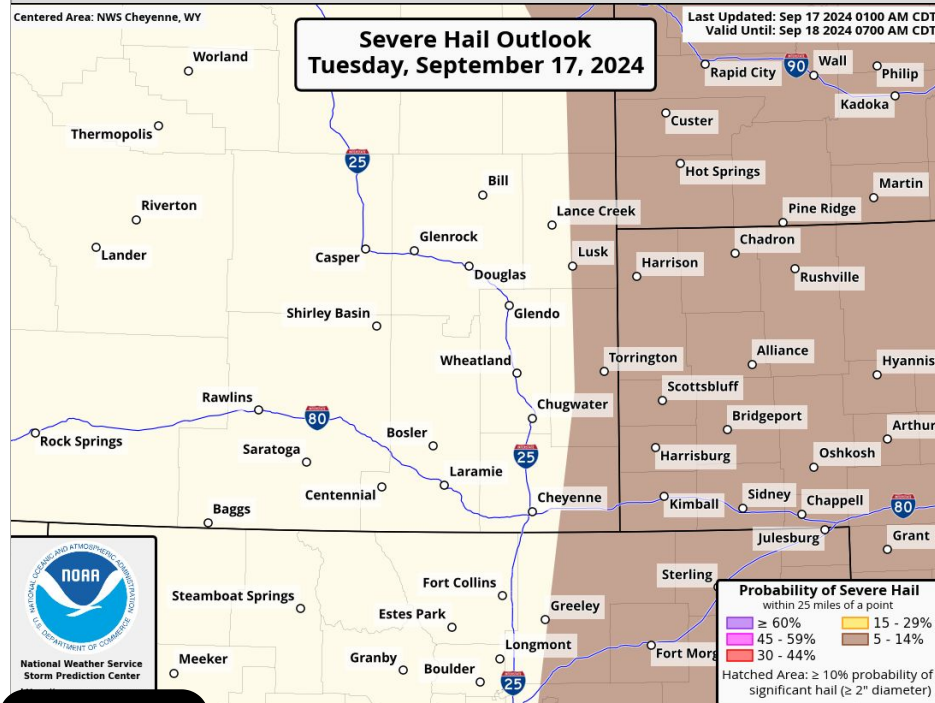 Centered Area: NWS Cheyenne, WY
Severe Hail Outlook
Tuesday, September 17, 2024
Last Updated: Sep 17 2024 0100 AM CDT
Valid Until: Sep 18 2024 0700 AM CDT
Worland
Rapid City
90
Wall
Philip
Kadoka
Thermopolis
Custer
25
Hot Springs
Bill
Martin
Riverton
Lance Creek
Pine Ridge
Lander
Casper
Glenrock
Lusk
Chadron
Douglas
Harrison
Rushville
Shirley Basin
Glendo
Wheatland
Torrington
Alliance
Hyannis
Rawlins
Scottsbluff
80
Chugwater
Bridgeport
Arthur
Rock Springs
Bosler
Saratoga
25
Harrisburg
Oshkosh
Laramie
Centennial
Cheyenne
Kimball
Sidney
Chappell
80
Baggs
Julesburg
Grant
NATIONAL OCEANIC AND ATMOSPHERIC ADMINISTRATION
NOAA
U.S. DEPARTMENT OF COMMERCE
National Weather Service
Storm Prediction Center
Fort Collins
Sterling
Steamboat Springs
Estes Park
Greeley
Longmont
Fort Morg
Meeker
Granby
Boulder
25
Probability of Severe Hail
within 25 miles of a point
≥ 60%
15 - 29%
45 - 59%
5 - 14%
30 - 44%
Hatched Area: ≥ 10% probability of
significant hail (≥ 2" diameter)